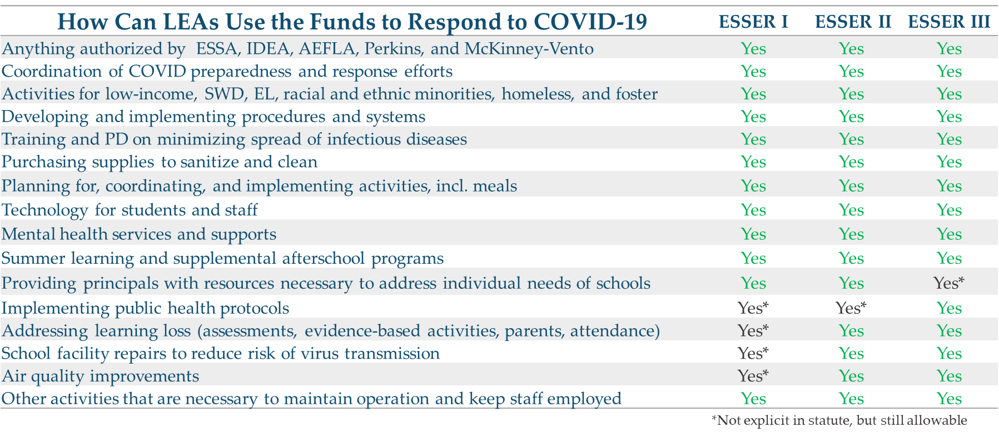 How Can LEAs Use the Funds to Respond to COVID-19 ESSER I ESSER II ESSER III
Anything authorized by ESSA, IDEA, AEFLA, Perkins, and McKinney-Vento Yes Yes Yes
Coordination of COVID preparedness and response efforts Yes Yes Yes
Activities for low-income, SWD, EL, racial and ethnic minorities, homeless, and foster Yes Yes Yes
Developing and implementing procedures and systems Yes Yes Yes
Training and PD on minimizing spread of infectious diseases Yes Yes Yes
Purchasing supplies to sanitize and clean Yes Yes Yes
Planning for, coordinating, and implementing activities, incl. meals Yes Yes Yes
Technology for students and staff Yes Yes Yes
Mental health services and supports Yes Yes Yes
Summer learning and supplemental afterschool programs Yes Yes Yes
Providing principals with resources necessary to address individual needs of schools Yes Yes Yes*
Implementing public health protocols Yes* Yes* Yes
Addressing learning loss (assessments, evidence-based activities, parents, attendance) Yes* Yes Yes
School facility repairs to reduce risk of virus transmission Yes* Yes Yes
Air quality improvements Yes* Yes Yes
Other activities that are necessary to maintain operation and keep staff employed Yes Yes Yes
*Not explicit in statute, but still allowable